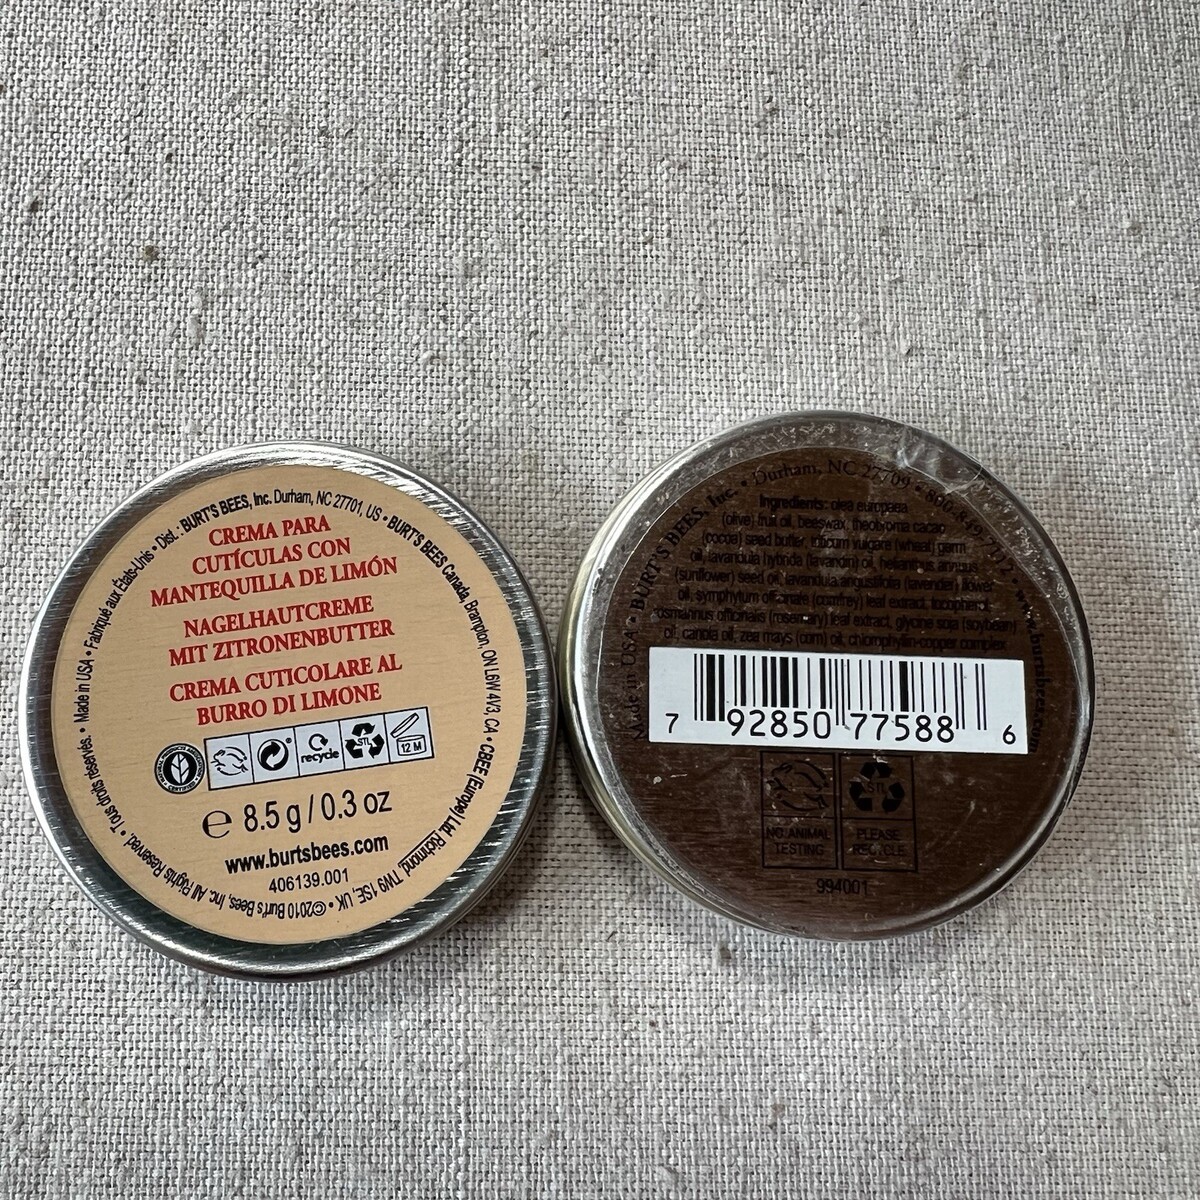 Dist.: BURT'S BEES, Inc. Durham, NC 27701, US • BURT'S BEES Canada, Brampton, ON L6W 4V3 CA • CBEE (Europe) Ltd, Richmond, TW9 1SE, UK • ©2010 Burt's Bees, Inc. All Rights Reserved. • Tous droits réservés. • Made in USA • Fabriqué aux États-Unis •
CREMA PARA
CUTÍCULAS CON
MANTEQUILLA DE LIMÓN
NAGELHAUTCREME
MIT ZITRONENBUTTER
CREMA CUTICOLARE AL
BURRO DI LIMONE
recycle
STL
12 M
CERTIFIED
e 8.5 g / 0.3 oz
www.burtsbees.com
406139.001
Made in USA • BURT'S BEES, Inc. • Durham, NC 27709 • 800-849-7112 •
Ingredients: olea europaea
(olive) fruit oil, beeswax, theobroma cacao
(cocoa) seed butter, triticum vulgare (wheat) germ
oil, lavandula hybrida (lavandin) oil, helianthus annuus
(sunflower) seed oil, lavandula angustifolia (lavender) flower
oil, symphytum officinale (comfrey) leaf extract, tocopherol,
rosmarinus officinalis (rosemary) leaf extract, glycine soja (soybean)
oil, canola oil, zea mays (corn) oil, chlorophyllin-copper complex
7 92850 77588 6
STL
NO ANIMAL
TESTING
PLEASE
RECYCLE
994001